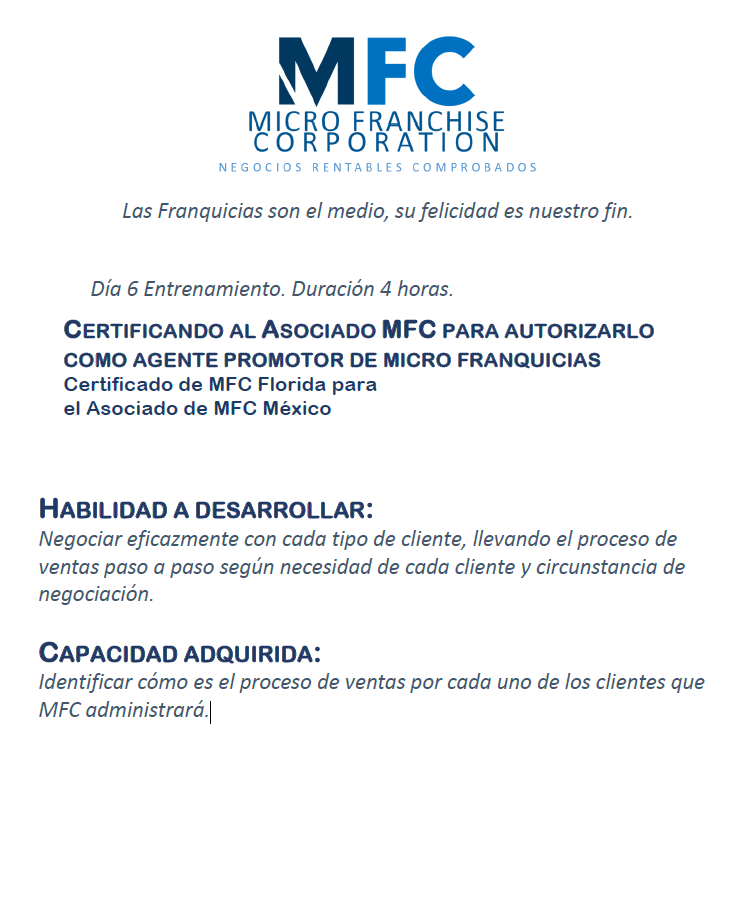 MFC
MICRO FRANCHISE
CORPORATION
NEGOCIOS RENTABLES COMPROBADOS
Las Franquicias son el medio, su felicidad es nuestro fin.
Día 6 Entrenamiento. Duración 4 horas.
CERTIFICANDO AL ASOCIADO MFC PARA AUTORIZARLO
COMO AGENTE PROMOTOR DE MICRO FRANQUICIAS
Certificado de MFC Florida para
el Asociado de MFC México
HABILIDAD A DESARROLLAR:
Negociar eficazmente con cada tipo de cliente, llevando el proceso de
ventas paso a paso según necesidad de cada cliente y circunstancia de
negociación.
CAPACIDAD ADQUIRIDA:
Identificar cómo es el proceso de ventas por cada uno de los clientes que
MFC administrará.